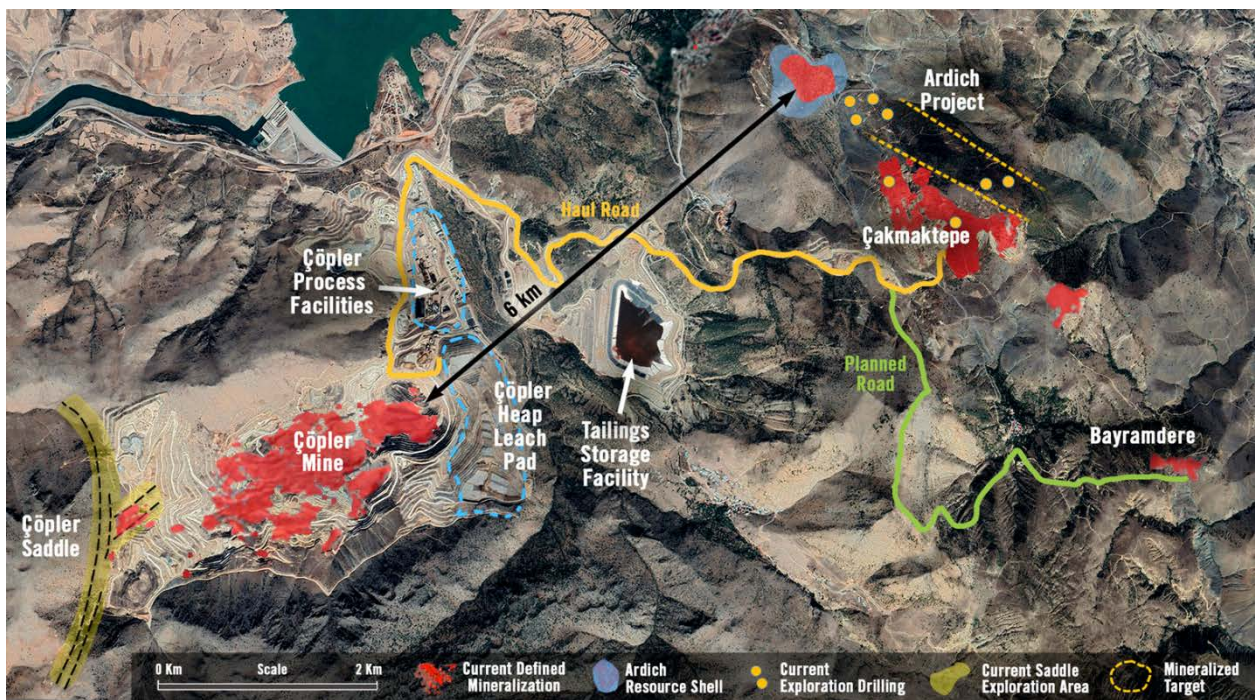 Ardich
Project
Haul Road
Çakmaktepe
Çöpler
Process
Facilities
6 km
Planned
Road
Çöpler
Heap
Leach
Pad
Tailings
Storage
Facility
Çöpler
Mine
Bayramdere
Çöpler
Saddle
0 Km Scale 2 Km
Current Defined
Mineralization
Ardich
Resource Shell
Current
Exploration Drilling
Current Saddle
Exploration Area
Mineralized
Target